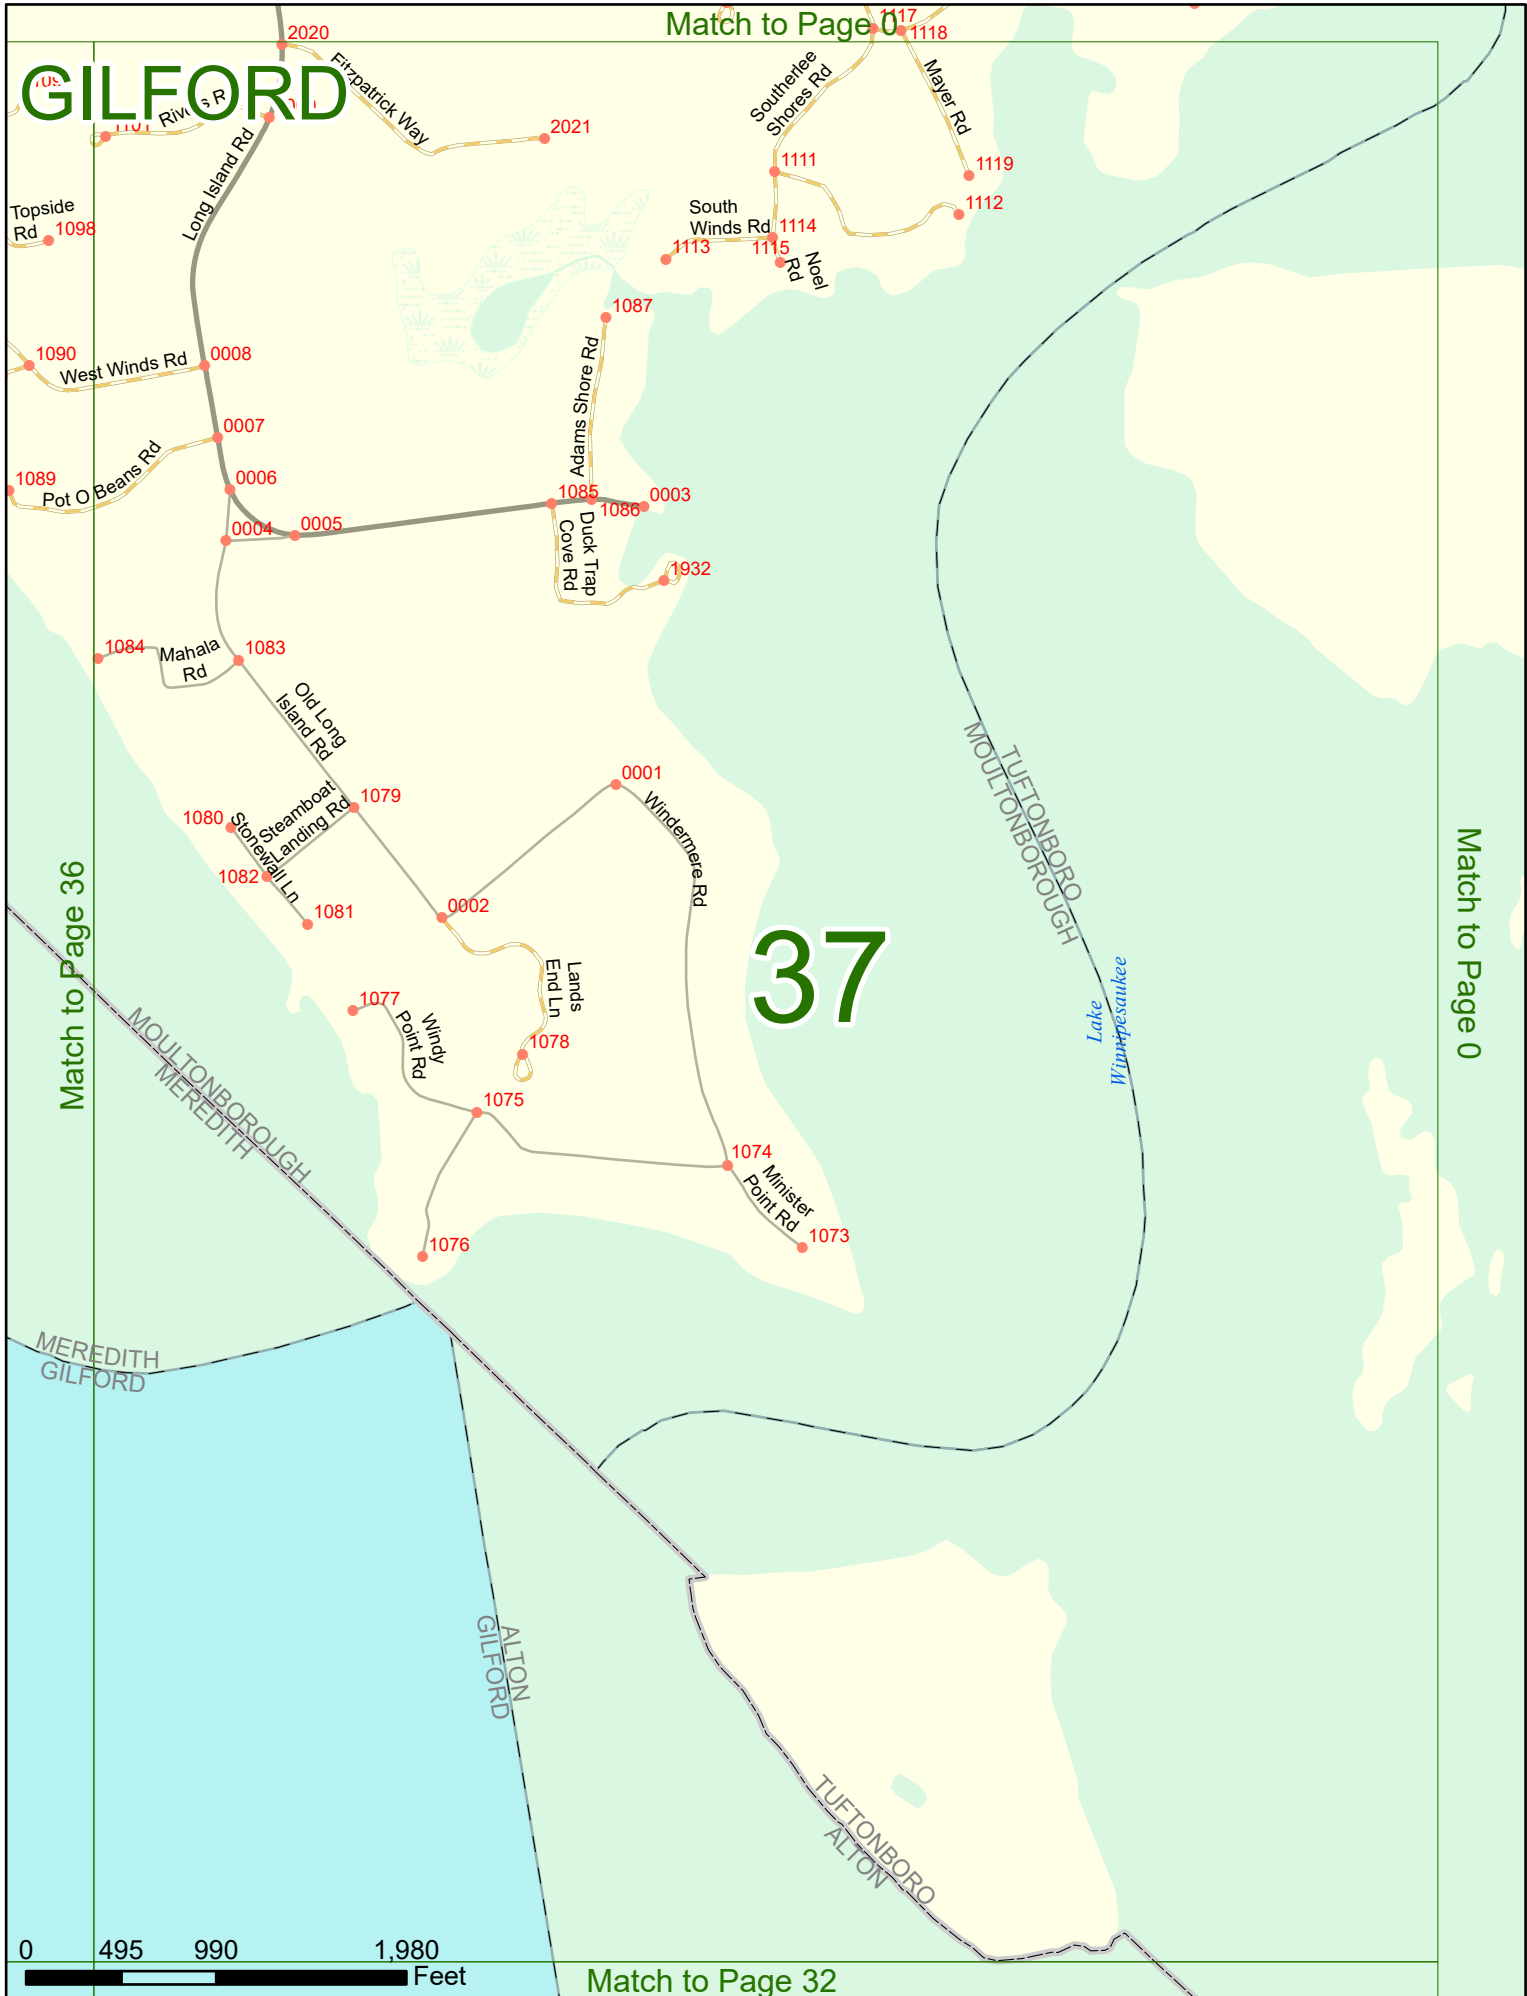 Match to Page 0
1117
1118
2020
GILFORD
Fitzpatrick Way
2021
Long Island Rd
Southerlee
Shores Rd
Mayer Rd
1119
1111
1112
1101
Topside
Rd
1098
South
Winds Rd
1114
1113
1115
Noel
Rd
1087
1090
West Winds Rd
0008
Adams Shore Rd
0007
1089
Pot O Beans Rd
0006
1085
1086
0003
0004
0005
Duck Trap
Cove Rd
1932
1084
Mahala
Rd
1083
Old Long
Island Rd
0001
Windermere Rd
TUFTONBORO
MOULTONBOROUGH
1079
1080
Steamboat
Landing Rd
Stonewall Ln
1082
1081
0002
Match to Page 36
Match to Page 0
37
Lands
End Ln
Lake
Winnipesaukee
1077
Windy
Point Rd
1078
MOULTONBOROUGH
MEREDITH
1075
1074
Minister
Point Rd
1073
1076
MEREDITH
GILFORD
ALTON
GILFORD
TUFTONBORO
ALTON
0 495 990 1,980
Feet
Match to Page 32